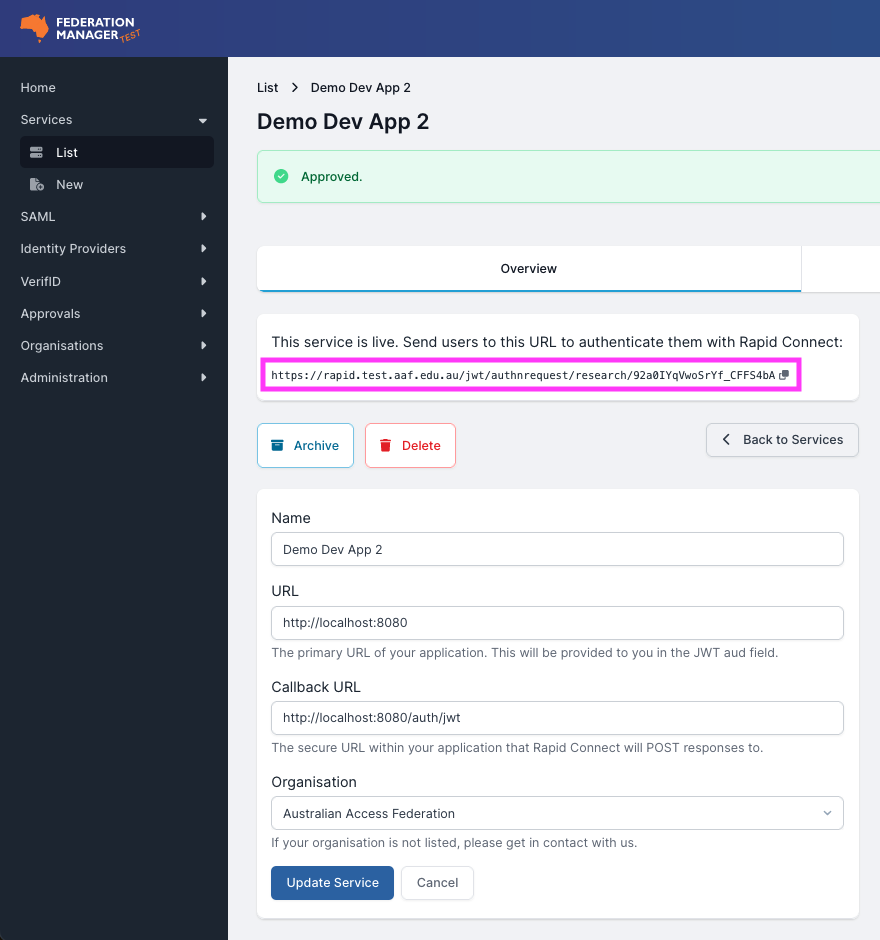 FEDERATION
MANAGER TEST
Home
Services
List
New
SAML
Identity Providers
VerifID
Approvals
Organisations
Administration
List > Demo Dev App 2
Demo Dev App 2
Approved.
Overview
This service is live. Send users to this URL to authenticate them with Rapid Connect:
https://rapid.test.aaf.edu.au/jwt/authnrequest/research/92a0IYqVwoSrYf_CFFS4bA
Archive
Delete
Back to Services
Name
Demo Dev App 2
URL
http://localhost:8080
The primary URL of your application. This will be provided to you in the JWT aud field.
Callback URL
http://localhost:8080/auth/jwt
The secure URL within your application that Rapid Connect will POST responses to.
Organisation
Australian Access Federation
If your organisation is not listed, please get in contact with us.
Update Service
Cancel